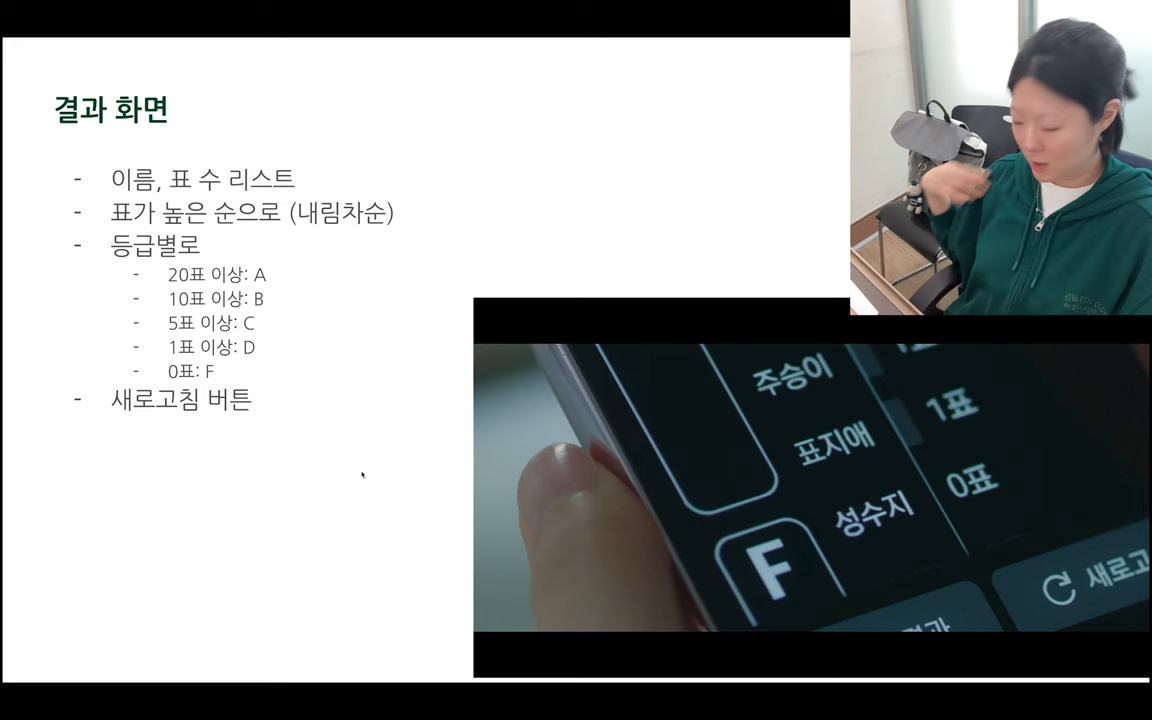 결과 화면
- 이름, 표 수 리스트
- 표가 높은 순으로 (내림차순)
- 등급별로
- 20표 이상: A
- 10표 이상: B
- 5표 이상: C
- 1표 이상: D
- 0표: F
- 새로고침 버튼
주승이
표지애 1표
성수지 0표
F
결과
새로고